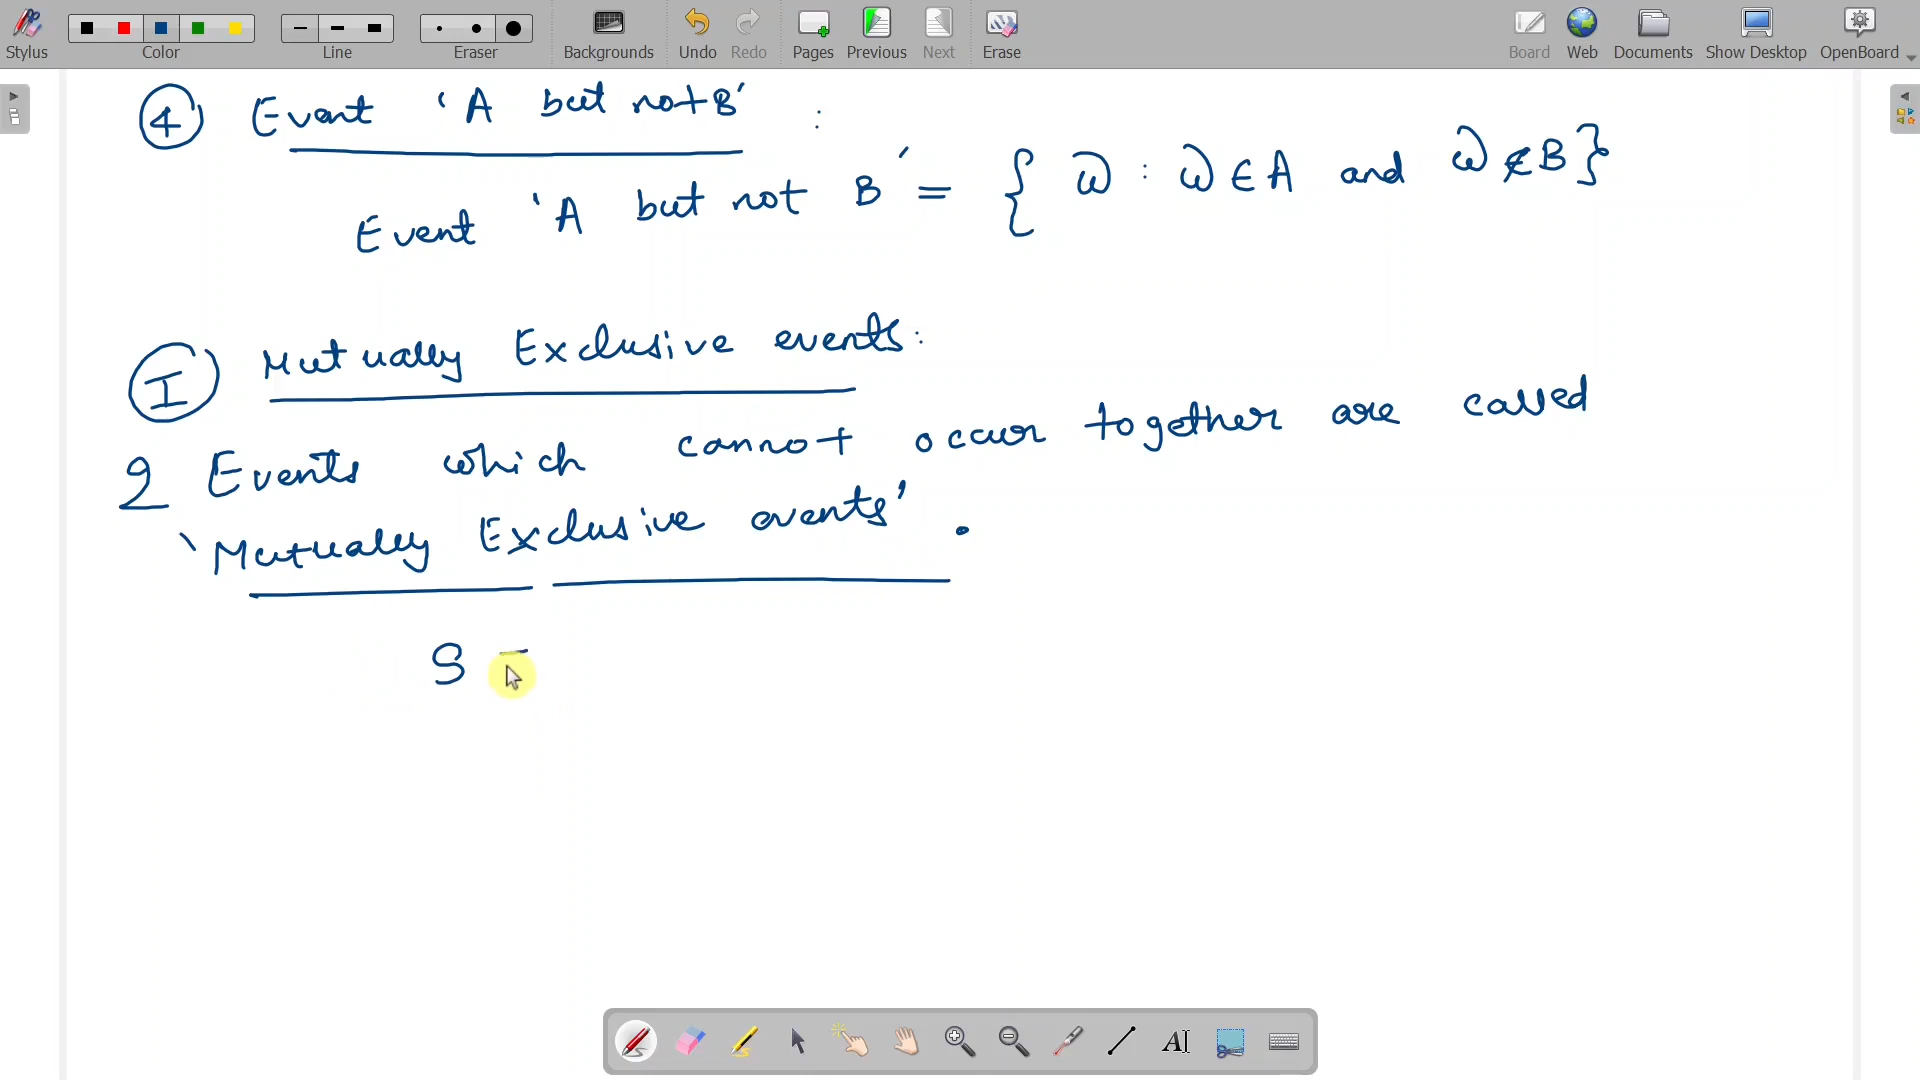 Stylus Color Line Eraser Backgrounds Undo Redo Pages Previous Next Erase Board Web Documents Show Desktop OpenBoard
④ Event 'A but not B' :
Event 'A but not B' = { ω : ω ∈ A and ω ∉ B }
Ⓘ Mutually Exclusive events:
2 Events which cannot occur together are called
'Mutually Exclusive events' .
S -
AI